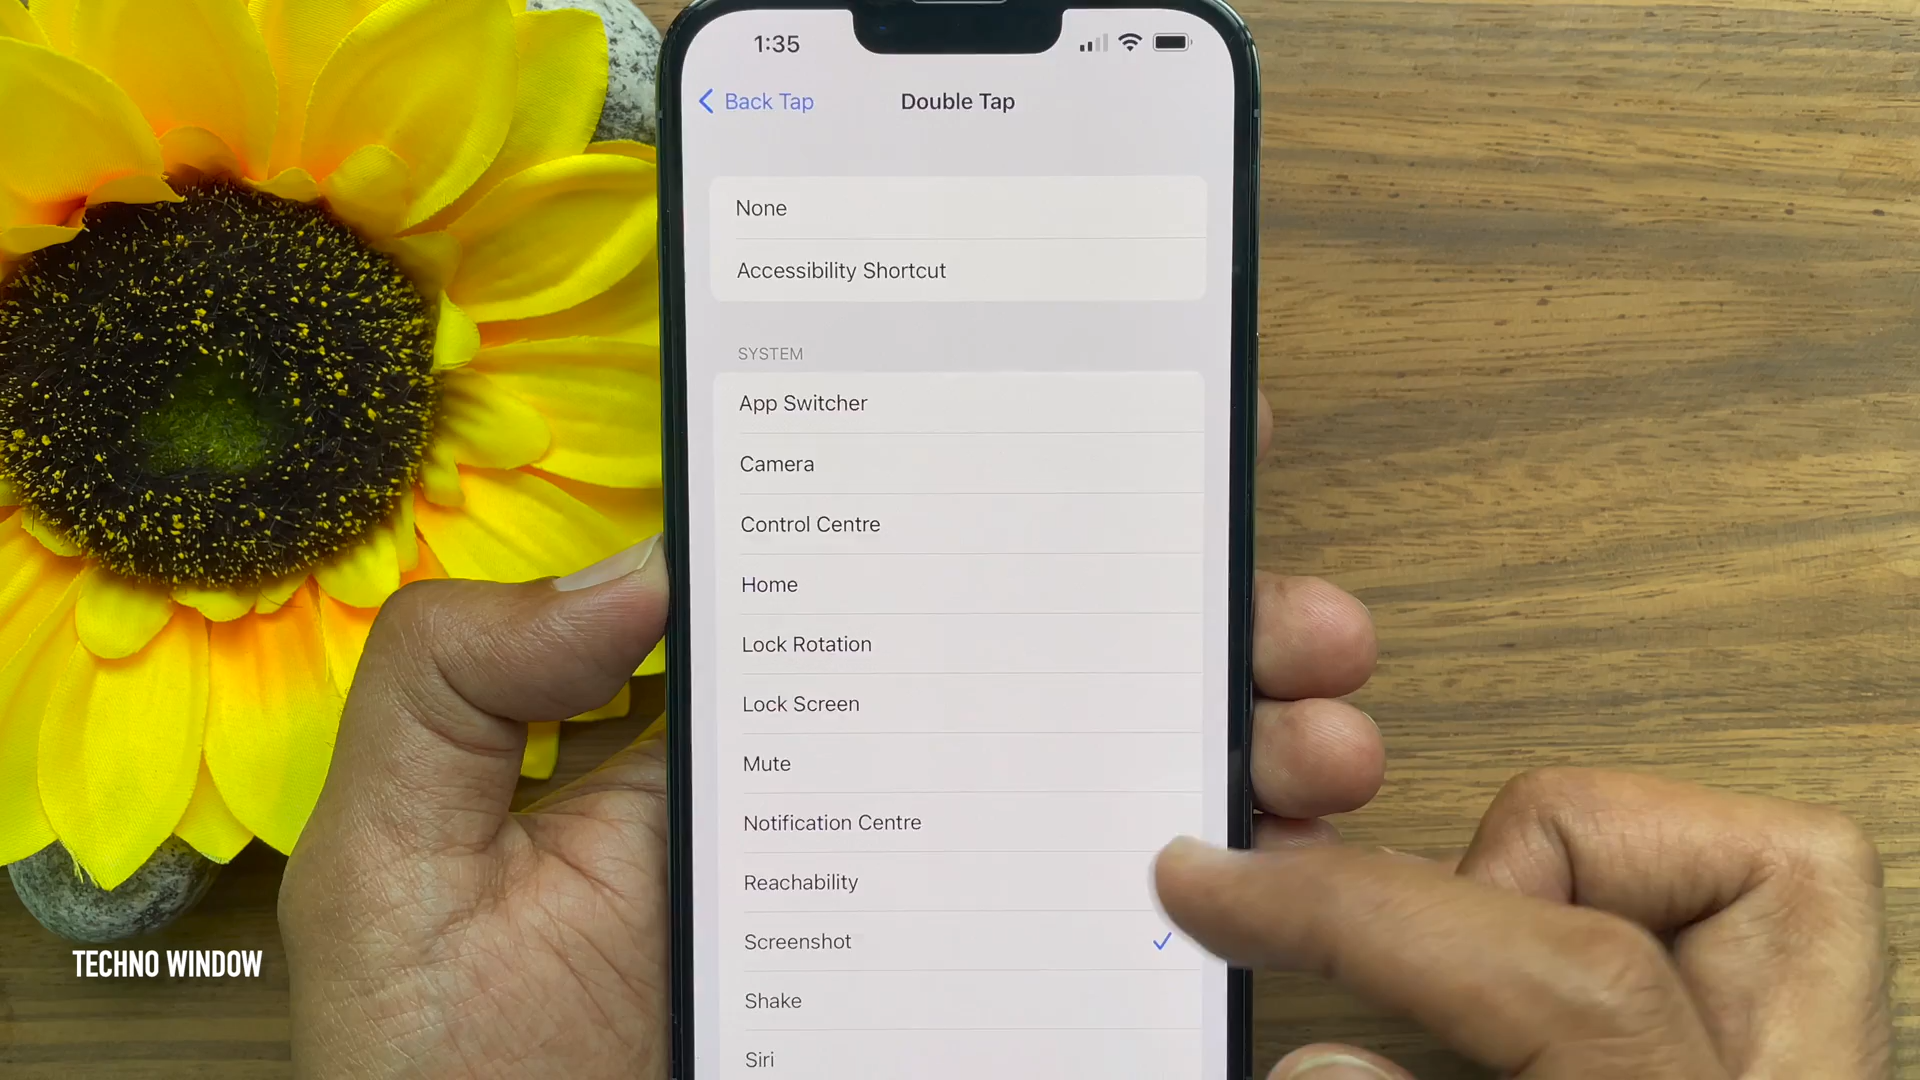 1:35
Back Tap
Double Tap
None
Accessibility Shortcut
SYSTEM
App Switcher
Camera
Control Centre
Home
Lock Rotation
Lock Screen
Mute
Notification Centre
Reachability
Screenshot
Shake
Siri
TECHNO WINDOW